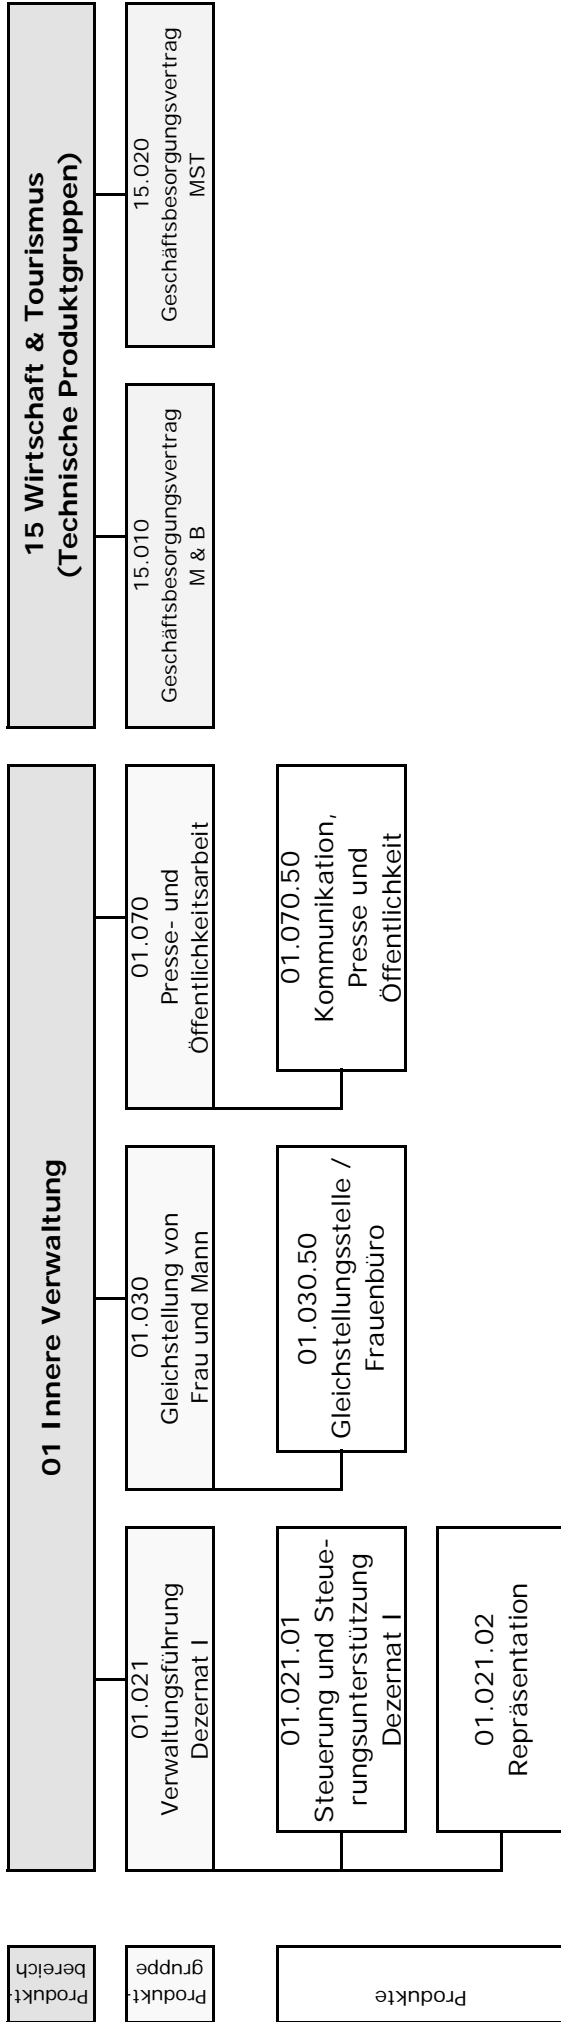 Produkt-
bereich
01 Innere Verwaltung
15 Wirtschaft & Tourismus
(Technische Produktgruppen)
Produkt-
gruppe
01.021
Verwaltungsführung
Dezernat I
01.030
Gleichstellung von
Frau und Mann
01.070
Presse- und
Öffentlichkeitsarbeit
15.010
Geschäftsbesorgungsvertrag
M & B
15.020
Geschäftsbesorgungsvertrag
MST
Produkte
01.021.01
Steuerung und Steue-
rungsunterstützung
Dezernat I
01.030.50
Gleichstellungsstelle /
Frauenbüro
01.070.50
Kommunikation,
Presse und
Öffentlichkeit
01.021.02
Repräsentation